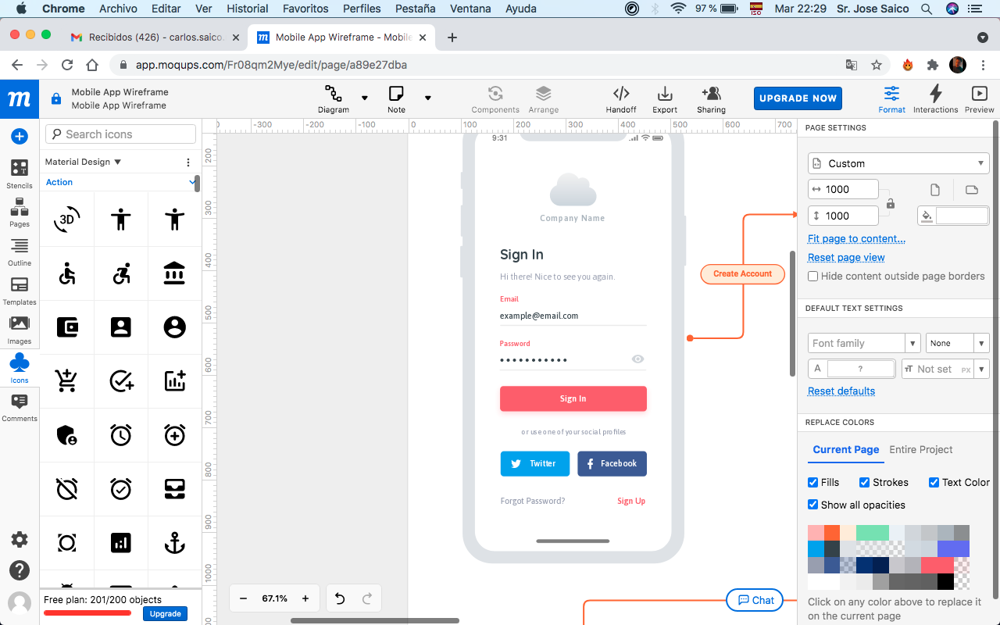 Chrome Archivo Editar Ver Historial Favoritos Perfiles Pestaña Ventana Ayuda 97 % ISO Mar 22:29 Sr. Jose Saico
Recibidos (426) - carlos.saico. Mobile App Wireframe - Mobile
app.moqups.com/Fr08qm2Mye/edit/page/a89e27dba
m
Mobile App Wireframe
Mobile App Wireframe
Diagram Note Components Arrange Handoff Export Sharing UPGRADE NOW Format Interactions Preview
Stencils
Pages
Outline
Templates
Images
Icons
Comments
Search icons
Material Design
Action
3D
Free plan: 201/200 objects
Upgrade
0 -300 -200 -100 0 100 200 300 400 500 600 700
200
300
400
500
600
700
800
900
1000
9:31
Company Name
Sign In
Hi there! Nice to see you again.
Email
example@email.com
Password
Sign In
or use one of your social profiles
Twitter Facebook
Forgot Password? Sign Up
Create Account
− 67.1% +
Chat
PAGE SETTINGS
Custom
1000
1000
Fit page to content...
Reset page view
Hide content outside page borders
DEFAULT TEXT SETTINGS
Font family None
A ? TT Not set PX
Reset defaults
REPLACE COLORS
Current Page Entire Project
Fills Strokes Text Color
Show all opacities
Click on any color above to replace it
on the current page